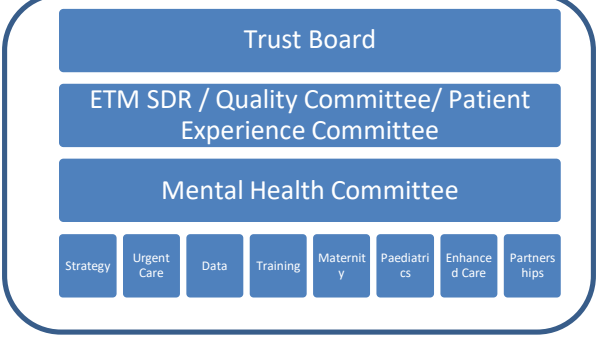 Trust Board
ETM SDR / Quality Committee/ Patient
Experience Committee
Mental Health Committee
Strategy
Urgent
Care
Data
Training
Maternit
y
Paediatri
cs
Enhance
d Care
Partners
hips